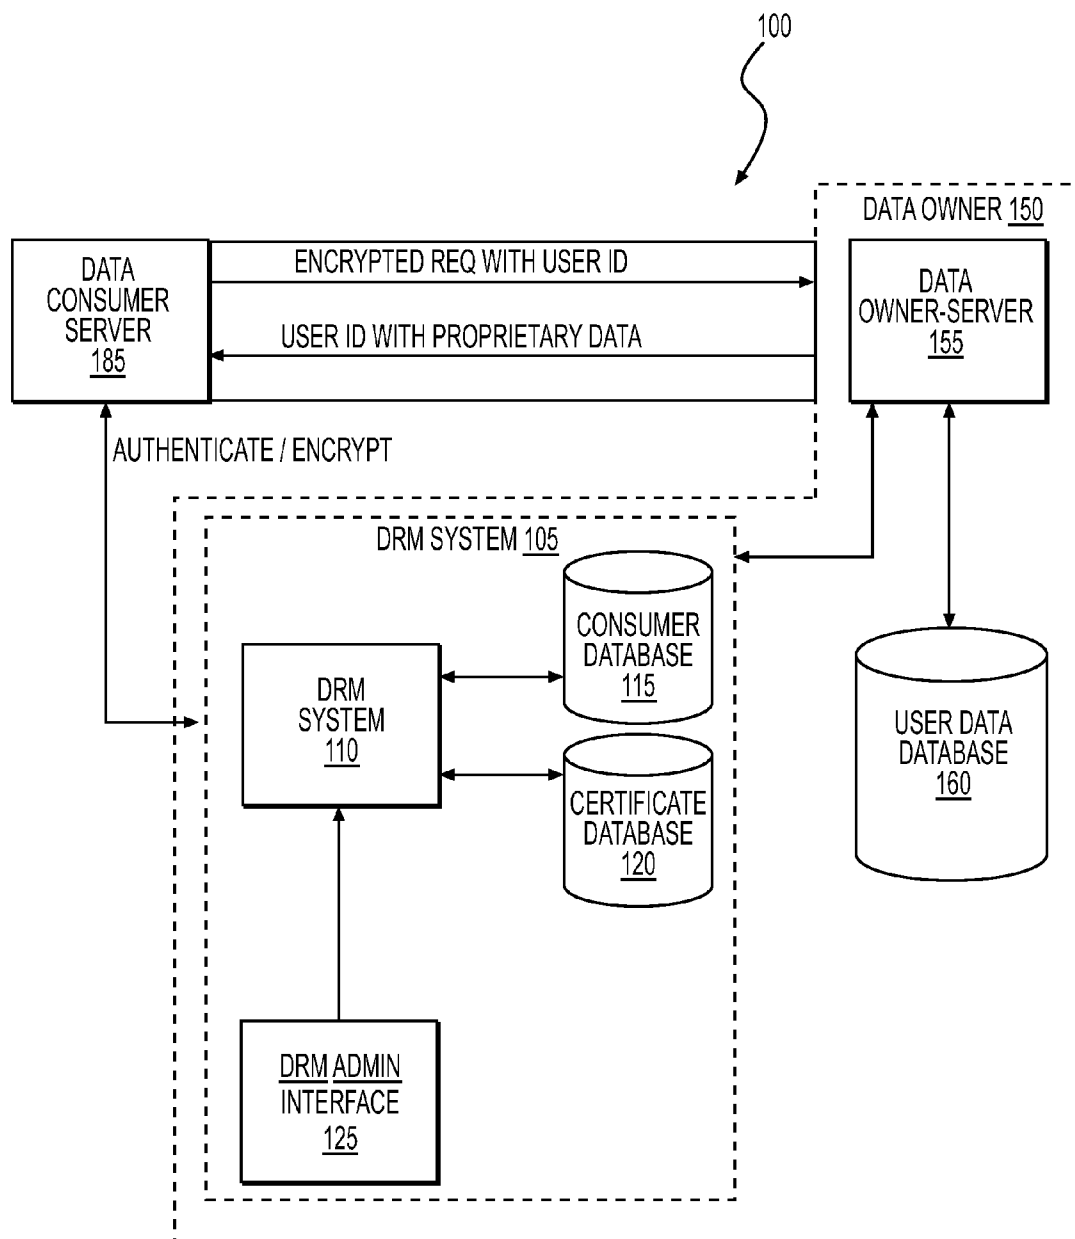 100
DATA OWNER 150
DATA
CONSUMER
SERVER
185
ENCRYPTED REQ WITH USER ID
USER ID WITH PROPRIETARY DATA
DATA
OWNER-SERVER
155
AUTHENTICATE / ENCRYPT
DRM SYSTEM 105
CONSUMER
DATABASE
115
DRM
SYSTEM
110
CERTIFICATE
DATABASE
120
USER DATA
DATABASE
160
DRM ADMIN
INTERFACE
125